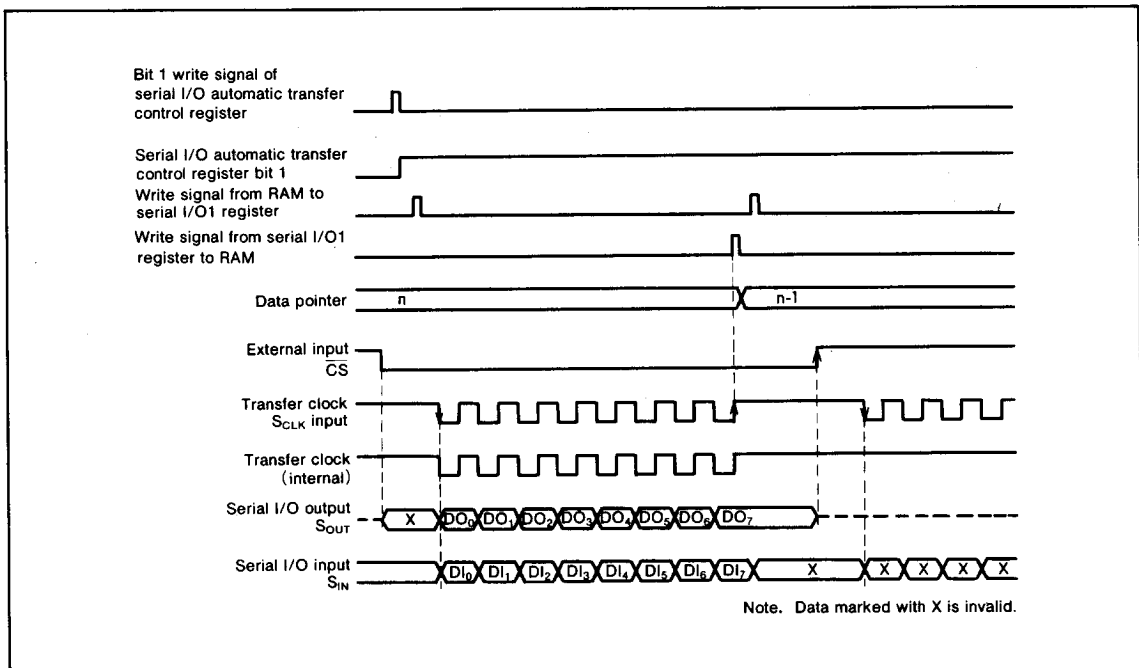 Bit 1 write signal of
serial I/O automatic transfer
control register
Serial I/O automatic transfer
control register bit 1
Write signal from RAM to
serial I/O1 register
Write signal from serial I/O1
register to RAM
Data pointer
n
n-1
External input
C̅S̅
Transfer clock
SCLK input
Transfer clock
(internal)
Serial I/O output
SOUT
X DO₀ DO₁ DO₂ DO₃ DO₄ DO₅ DO₆ DO₇
Serial I/O input
SIN
DI₀ DI₁ DI₂ DI₃ DI₄ DI₅ DI₆ DI₇ X X X X X
Note. Data marked with X is invalid.